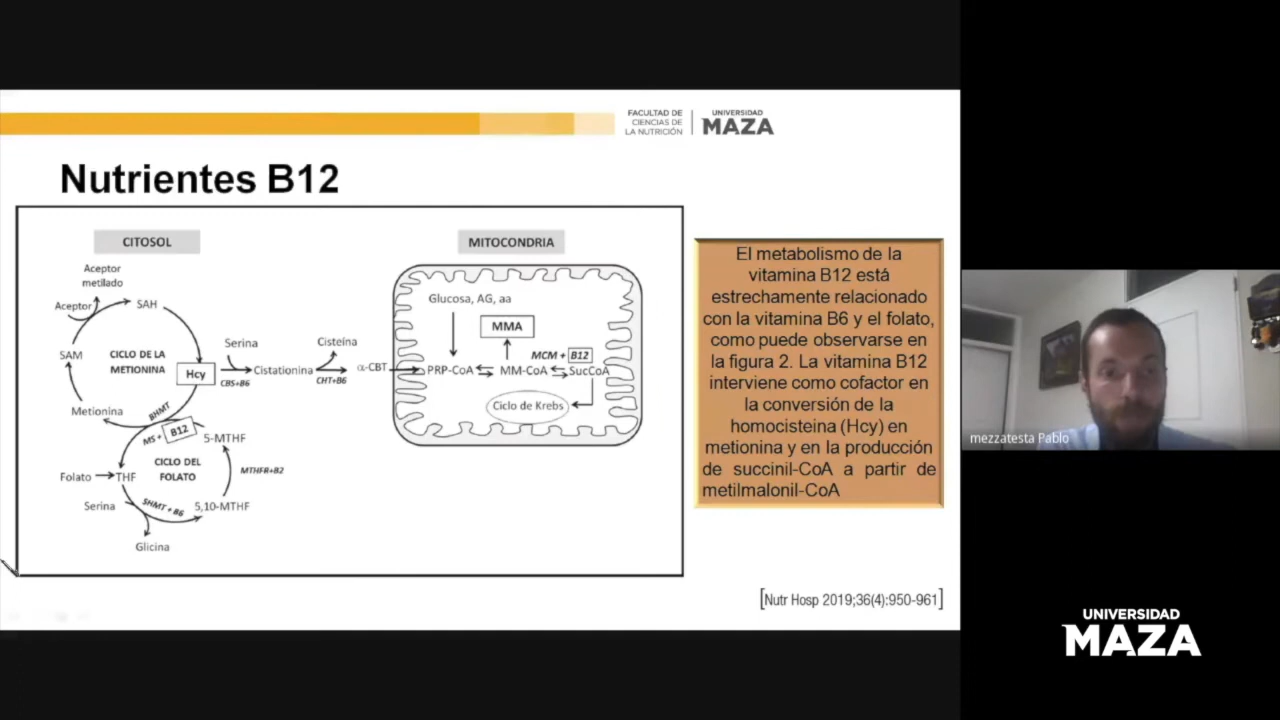 FACULTAD DE
CIENCIAS DE
LA NUTRICIÓN
UNIVERSIDAD
MAZA
Nutrientes B12
CITOSOL
Aceptor
metilado
Aceptor
SAH
SAM
CICLO DE LA
METIONINA
Hcy
Metionina
BHMT
MS +
B12
5-MTHF
Folato
THF
CICLO DEL
FOLATO
MTHFR+B2
Serina
SHMT + B6
5,10-MTHF
Glicina
Serina
CBS+B6
Cistationina
Cisteína
CHT+B6
α-CBT
MITOCONDRIA
Glucosa, AG, aa
MMA
MCM +
B12
PRP-CoA
MM-CoA
SucCoA
Ciclo de Krebs
El metabolismo de la
vitamina B12 está
estrechamente relacionado
con la vitamina B6 y el folato,
como puede observarse en
la figura 2. La vitamina B12
interviene como cofactor en
la conversión de la
homocisteina (Hcy) en
metionina y en la producción
de succinil-CoA a partir de
metilmalonil-CoA
[Nutr Hosp 2019;36(4):950-961]
mezzatesta Pablo
UNIVERSIDAD
MAZA